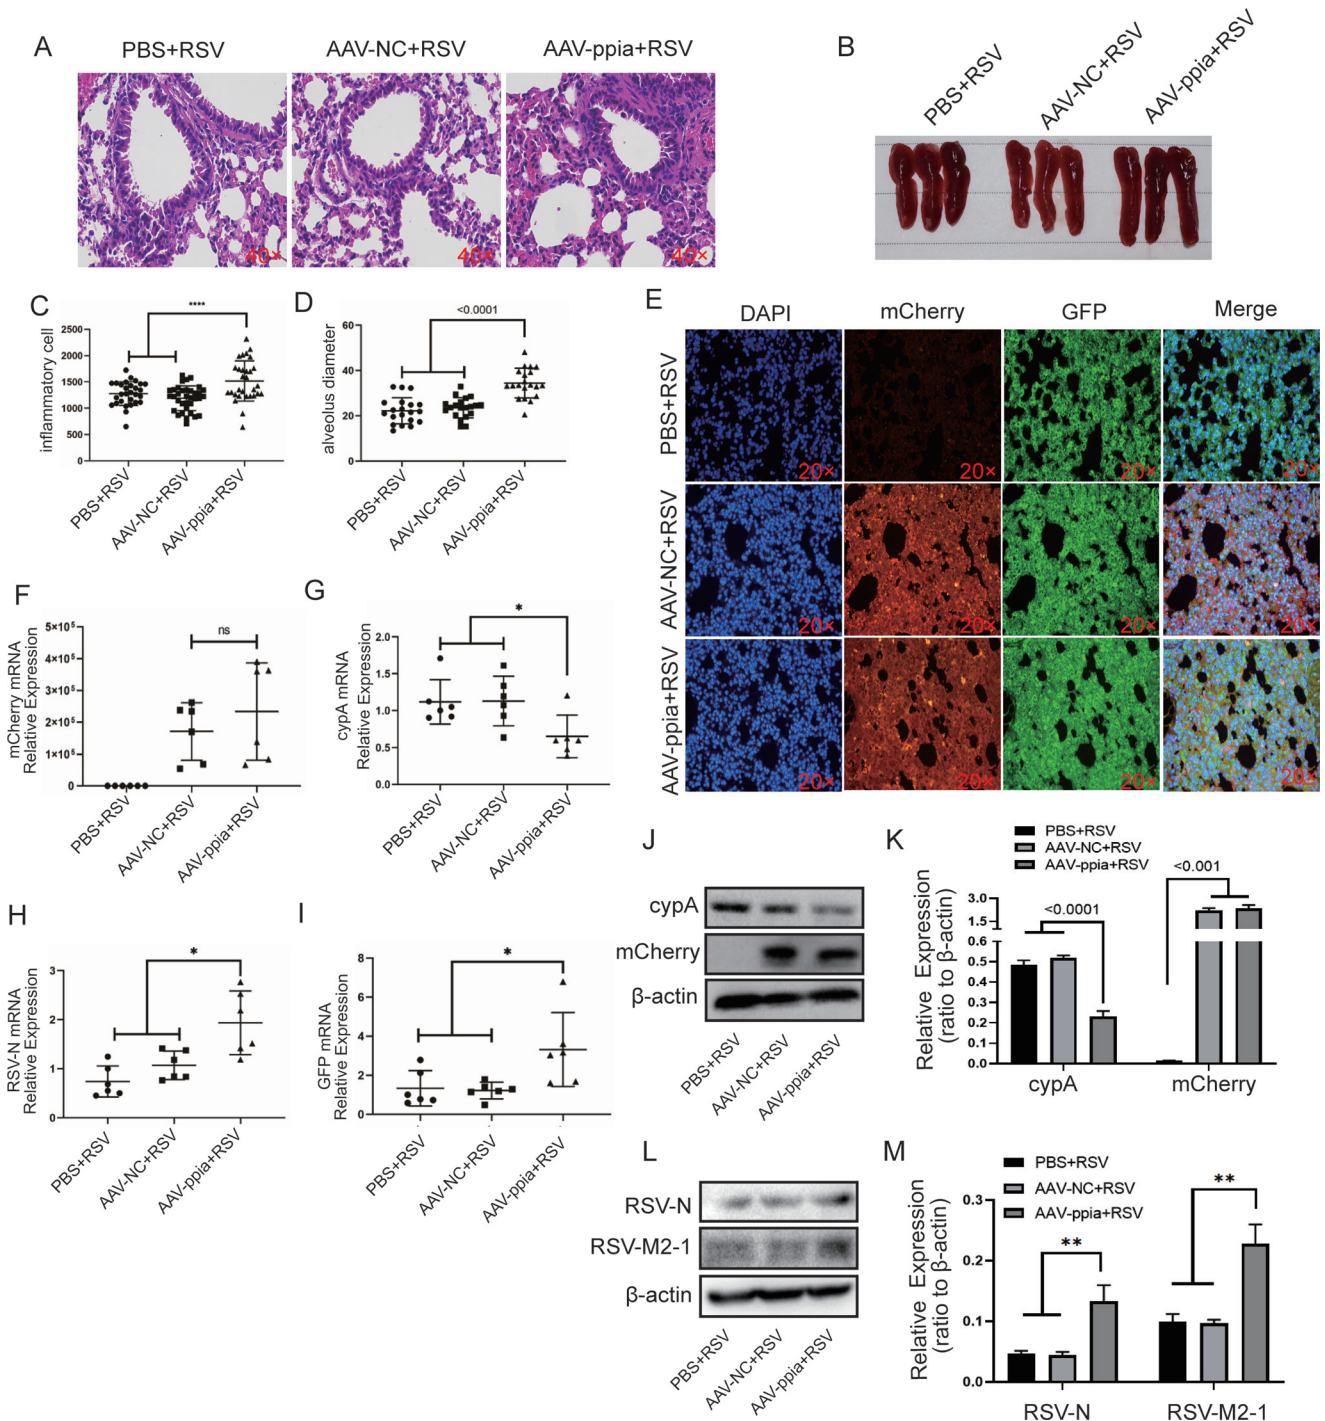 A
PBS+RSV
AAV-NC+RSV
AAV-ppia+RSV
40×
40×
40×
B
PBS+RSV
AAV-NC+RSV
AAV-ppia+RSV
C
inflammatory cell
2500
2000
1500
1000
500
0
****
PBS+RSV
AAV-NC+RSV
AAV-ppia+RSV
D
alveolus diameter
60
40
20
0
<0.0001
PBS+RSV
AAV-NC+RSV
AAV-ppia+RSV
E
DAPI
mCherry
GFP
Merge
PBS+RSV
20×
20×
20×
20×
AAV-NC+RSV
20×
20×
20×
20×
AAV-ppia+RSV
20×
20×
20×
20×
F
mCherry mRNA
Relative Expression
5×10⁵
4×10⁵
3×10⁵
2×10⁵
1×10⁵
0
ns
PBS+RSV
AAV-NC+RSV
AAV-ppia+RSV
G
cypA mRNA
Relative Expression
2.0
1.5
1.0
0.5
0
*
PBS+RSV
AAV-NC+RSV
AAV-ppia+RSV
H
RSV-N mRNA
Relative Expression
3
2
1
0
*
PBS+RSV
AAV-NC+RSV
AAV-ppia+RSV
I
GFP mRNA
Relative Expression
8
6
4
2
0
*
PBS+RSV
AAV-NC+RSV
AAV-ppia+RSV
J
cypA
mCherry
β-actin
PBS+RSV
AAV-NC+RSV
AAV-ppia+RSV
K
PBS+RSV
AAV-NC+RSV
AAV-ppia+RSV
Relative Expression
(ratio to β-actin)
3.0
1.5
0.6
0.5
0.4
0.3
0.2
0.1
0.0
<0.0001
<0.001
cypA
mCherry
L
RSV-N
RSV-M2-1
β-actin
PBS+RSV
AAV-NC+RSV
AAV-ppia+RSV
M
PBS+RSV
AAV-NC+RSV
AAV-ppia+RSV
Relative Expression
(ratio to β-actin)
0.3
0.2
0.1
0.0
**
**
RSV-N
RSV-M2-1